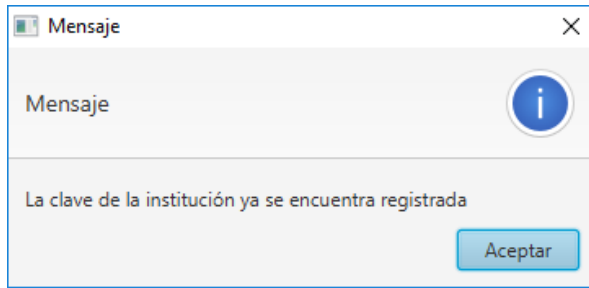 Mensaje
Mensaje
La clave de la institución ya se encuentra registrada
Aceptar